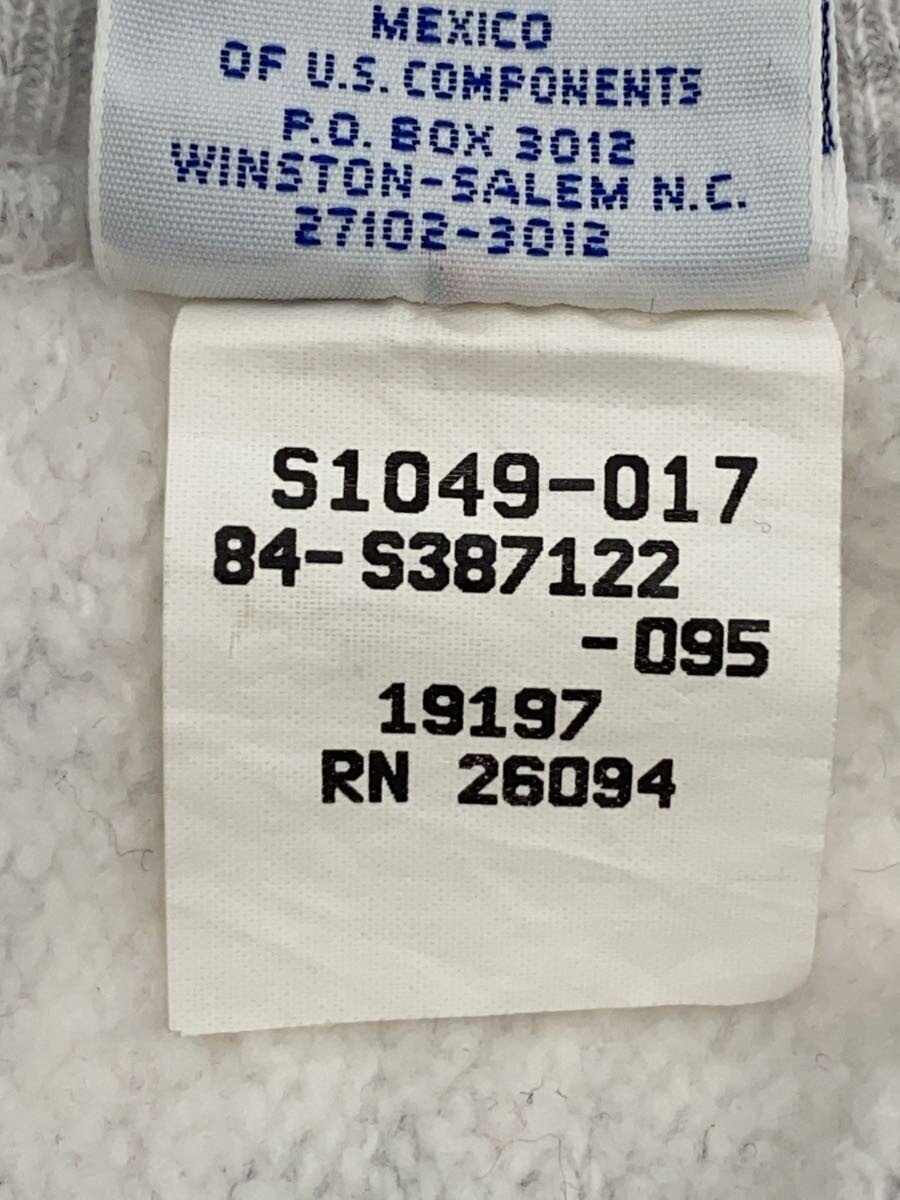 MEXICO
OF U.S. COMPONENTS
P.O. BOX 3012
WINSTON-SALEM N.C.
27102-3012
S1049-017
84-S387122
-095
19197
RN 26094